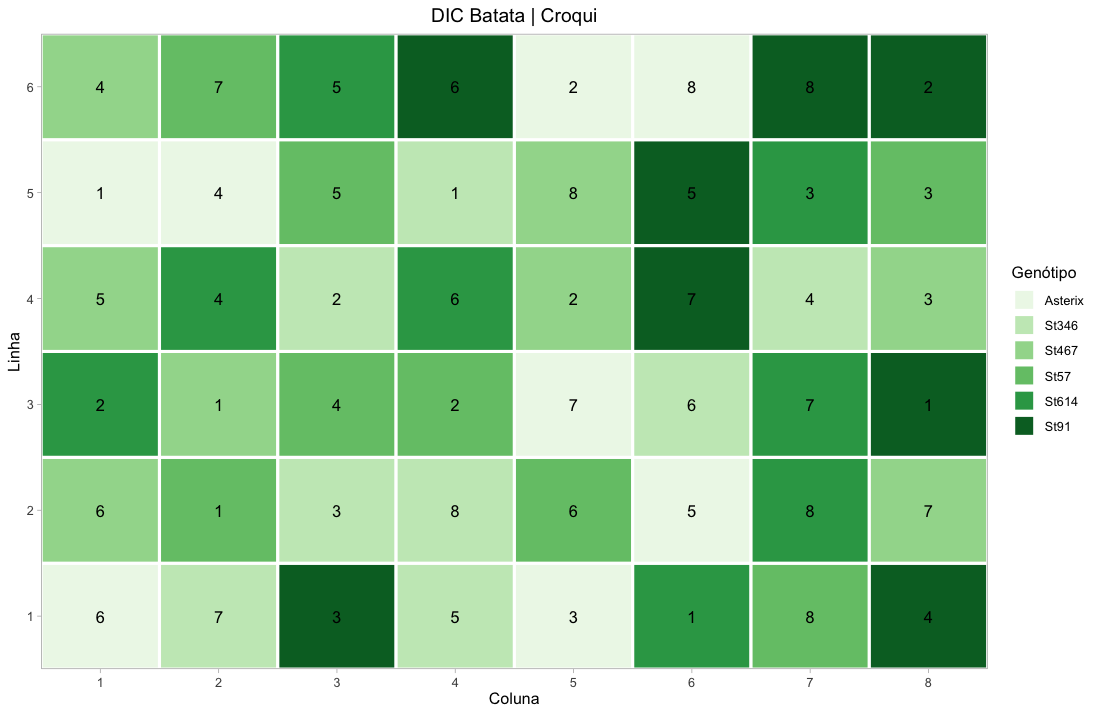 DIC Batata | Croqui
Linha
6 4 7 5 6 2 8 8 2
5 1 4 5 1 8 5 3 3
4 5 4 2 6 2 7 4 3
3 2 1 4 2 7 6 7 1
2 6 1 3 8 6 5 8 7
1 6 7 3 5 3 1 8 4
1 2 3 4 5 6 7 8
Coluna
Genótipo
Asterix
St346
St467
St57
St614
St91